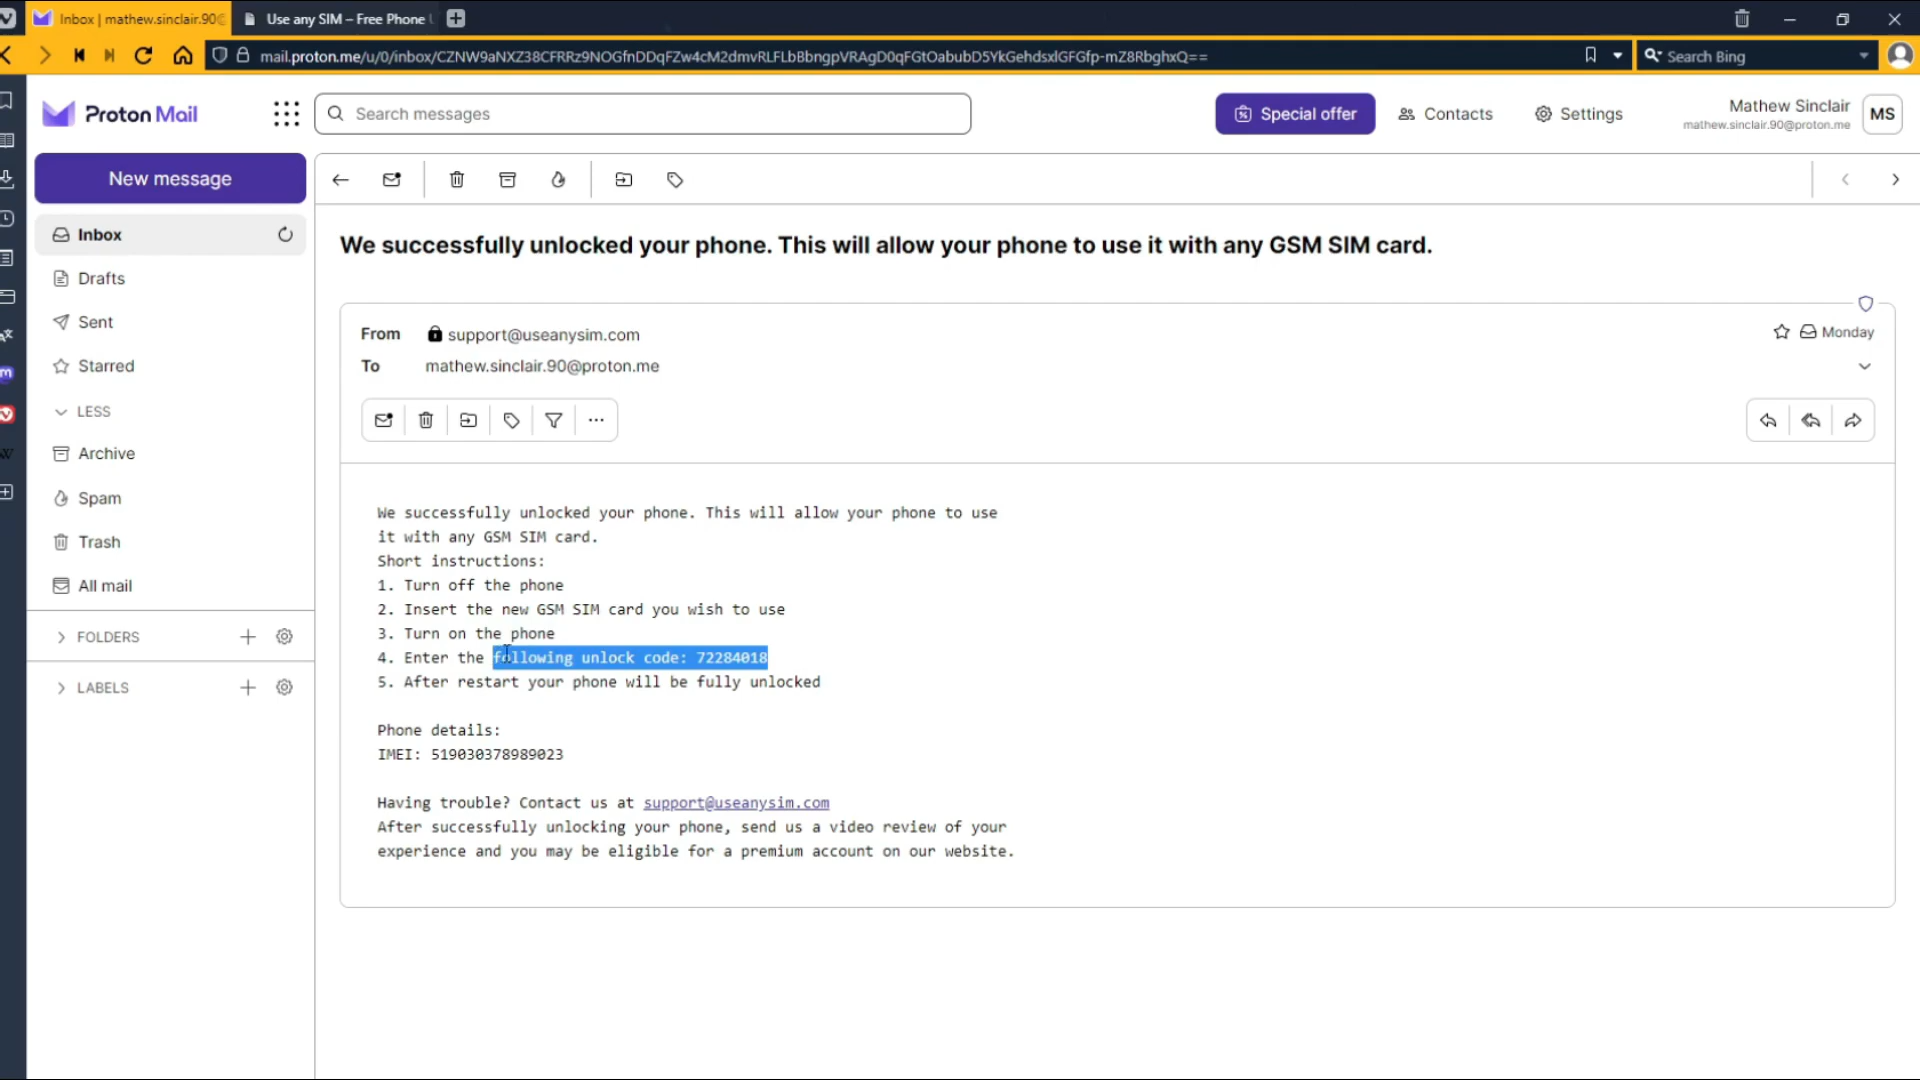 Inbox | mathew.sinclair.90@
Use any SIM – Free Phone U
mail.proton.me/u/0/inbox/CZNW9aNXZ38CFRRz9NOGfnDDqFZw4cM2dmvRLFLbBbngpVRAgD0qFGtOabubD5YkGehdsxlGFGfp-mZ8RbghxQ==
Search Bing
Proton Mail
Search messages
Special offer
Contacts
Settings
Mathew Sinclair
mathew.sinclair.90@proton.me
MS
New message
Inbox
Drafts
Sent
Starred
LESS
Archive
Spam
Trash
All mail
FOLDERS
LABELS
We successfully unlocked your phone. This will allow your phone to use it with any GSM SIM card.
From support@useanysim.com
Monday
To mathew.sinclair.90@proton.me
We successfully unlocked your phone. This will allow your phone to use
it with any GSM SIM card.
Short instructions:
1. Turn off the phone
2. Insert the new GSM SIM card you wish to use
3. Turn on the phone
4. Enter the following unlock code: 72284018
5. After restart your phone will be fully unlocked
Phone details:
IMEI: 519030378989023
Having trouble? Contact us at support@useanysim.com
After successfully unlocking your phone, send us a video review of your
experience and you may be eligible for a premium account on our website.